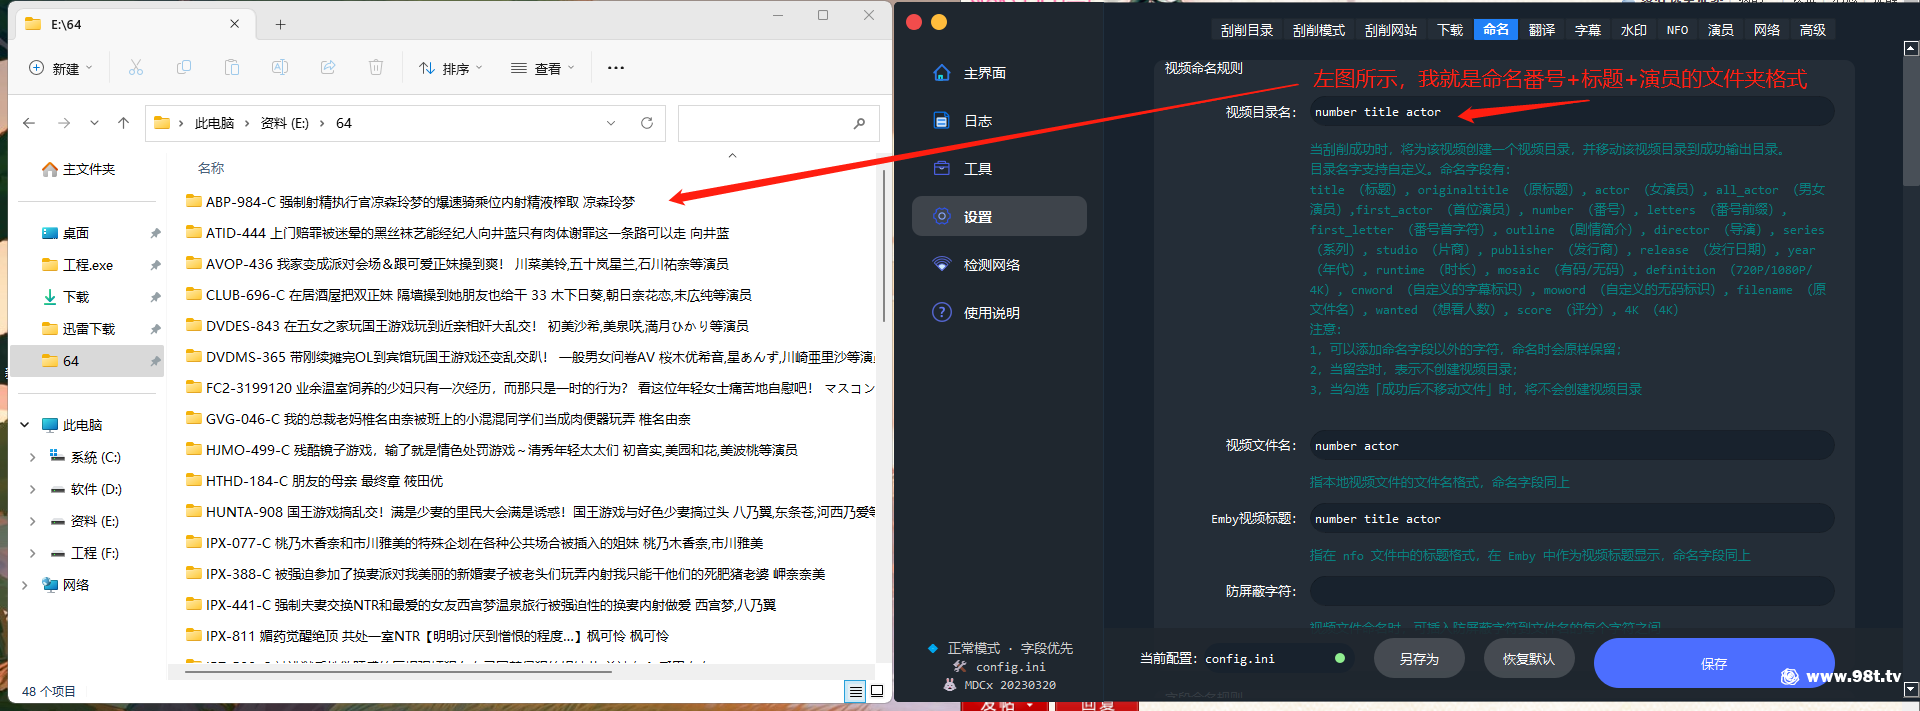 E:\64
新建
排序
查看
此电脑 › 资料 (E:) › 64
名称
主文件夹
桌面
工程.exe
下载
迅雷下载
64
此电脑
系统 (C:)
软件 (D:)
资料 (E:)
工程 (F:)
网络
ABP-984-C 强制射精执行官凉森玲梦的爆速骑乘位内射精液榨取 凉森玲梦
ATID-444 上门赔罪被迷晕的黑丝袜艺能经纪人向井蓝只有肉体谢罪这一条路可以走 向井蓝
AVOP-436 我家变成派对会场＆跟可爱正妹操到爽！ 川菜美铃,五十岚星兰,石川祐奈等演员
CLUB-696-C 在居酒屋把双正妹 隔墙操到她朋友也给干 33 木下日葵,朝日奈花恋,末広纯等演员
DVDES-843 在五女之家玩国王游戏玩到近亲相奸大乱交！ 初美沙希,美泉咲,満月ひかり等演员
DVDMS-365 带刚续摊完OL到宾馆玩国王游戏还变乱交趴！ 一般男女问卷AV 桜木优希音,星あんず,川崎亜里沙等演
FC2-3199120 业余温室饲养的少妇只有一次经历，而那只是一时的行为？ 看这位年轻女士痛苦地自慰吧！ マスコン
GVG-046-C 我的总裁老妈椎名由奈被班上的小混混同学们当成肉便器玩弄 椎名由奈
HJMO-499-C 残酷镜子游戏，输了就是情色处罚游戏～清秀年轻太太们 初音实,美园和花,美波桃等演员
HTHD-184-C 朋友的母亲 最终章 筱田优
HUNTA-908 国王游戏搞乱交！满是少妻的里民大会满是诱惑！国王游戏与好色少妻搞过头 八乃翼,东条苍,河西乃爱等
IPX-077-C 桃乃木香奈和市川雅美的特殊企划在各种公共场合被插入的姐妹 桃乃木香奈,市川雅美
IPX-388-C 被强迫参加了换妻派对我美丽的新婚妻子被老头们玩弄内射我只能干他们的死肥猪老婆 岬奈奈美
IPX-441-C 强制夫妻交换NTR和最爱的女友西宫梦温泉旅行被强迫性的换妻内射做爱 西宫梦,八乃翼
IPX-811 媚药觉醒绝顶 共处一室NTR【明明讨厌到憎恨的程度...】枫可怜 枫可怜
48 个项目
刮削目录 刮削模式 刮削网站 下载 命名 翻译 字幕 水印 NFO 演员 网络 高级
主界面
日志
工具
设置
检测网络
使用说明
正常模式 · 字段优先
config.ini
MDCx 20230320
视频命名规则
左图所示，我就是命名番号+标题+演员的文件夹格式
视频目录名： number title actor
当刮削成功时，将为该视频创建一个视频目录，并移动该视频目录到成功输出目录。
目录名字支持自定义。命名字段有：
title （标题）, originaltitle （原标题）, actor （女演员）, all_actor （男女
演员）,first_actor （首位演员）, number （番号）, letters （番号前缀）,
first_letter （番号首字符）, outline （剧情简介）, director （导演）, series
（系列）, studio （片商）, publisher （发行商）, release （发行日期）, year
（年代）, runtime （时长）, mosaic （有码/无码）, definition （720P/1080P/
4K）, cnword （自定义的字幕标识）, moword （自定义的无码标识）, filename （原
文件名）, wanted （想看人数）, score （评分）, 4K （4K）
注意：
1，可以添加命名字段以外的字符，命名时会原样保留；
2，当留空时，表示不创建视频目录；
3，当勾选「成功后不移动文件」时，将不会创建视频目录
视频文件名： number actor
指本地视频文件的文件名格式，命名字段同上
Emby视频标题： number title actor
指在 nfo 文件中的标题格式，在 Emby 中作为视频标题显示，命名字段同上
防屏蔽字符：
视频文件命名时，可插入防屏蔽字符到文件名的每个字符之间
当前配置： config.ini
另存为
恢复默认
保存
www.98t.tv
发帖
回复